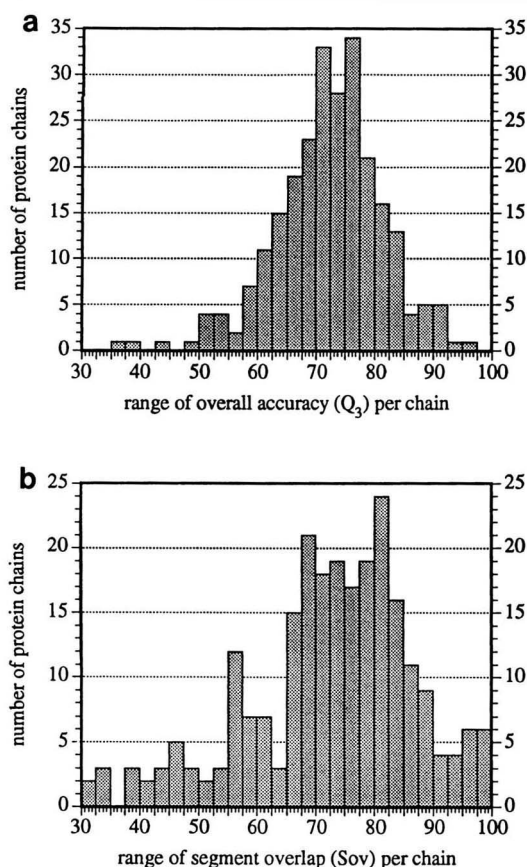 a
35 35
30 30
25 25
20 20
15 15
10 10
5 5
0 0
30 40 50 60 70 80 90 100
number of protein chains
range of overall accuracy (Q₃) per chain
b
25 25
20 20
15 15
10 10
5 5
0 0
30 40 50 60 70 80 90 100
number of protein chains
range of segment overlap (Sov) per chain